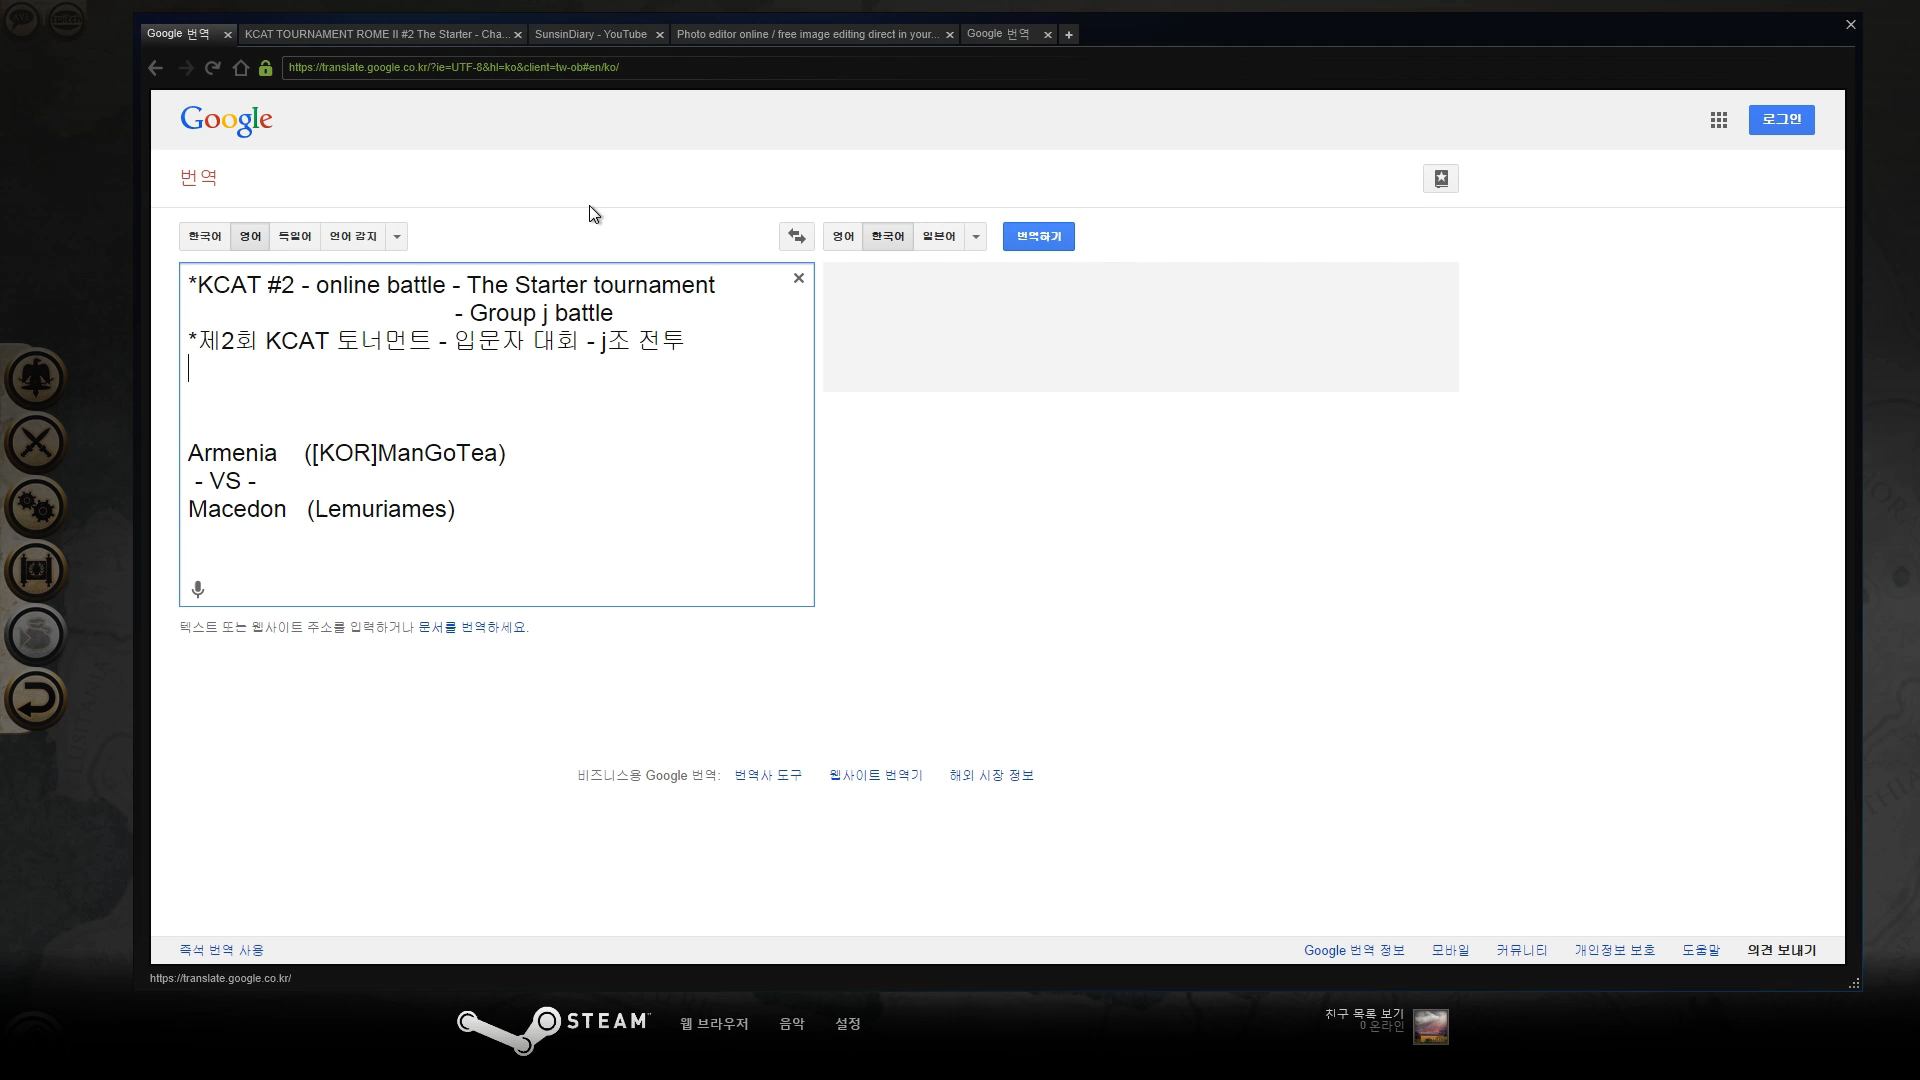 Google 번역
KCAT TOURNAMENT ROME II #2 The Starter - Cha...
SunsinDiary - YouTube
Photo editor online / free image editing direct in your...
Google 번역
https://translate.google.co.kr/?ie=UTF-8&hl=ko&client=tw-ob#en/ko/
Google
로그인
번역
한국어 영어 독일어 언어 감지
영어 한국어 일본어
번역하기
*KCAT #2 - online battle - The Starter tournament
- Group j battle
*제2회 KCAT 토너먼트 - 입문자 대회 - j조 전투
Armenia ([KOR]ManGoTea)
- VS -
Macedon (Lemuriames)
텍스트 또는 웹사이트 주소를 입력하거나 문서를 번역하세요.
비즈니스용 Google 번역: 번역사 도구 웹사이트 번역기 해외 시장 정보
즉석 번역 사용
Google 번역 정보 모바일 커뮤니티 개인정보 보호 도움말 의견 보내기
https://translate.google.co.kr/
STEAM™
웹 브라우저 음악 설정
친구 목록 보기
0 온라인